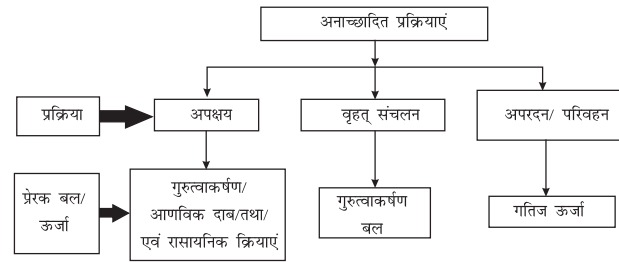 अनाच्छादित प्रक्रियाएं
प्रक्रिया
अपक्षय
वृहत् संचलन
अपरदन/ परिवहन
प्रेरक बल/
ऊर्जा
गुरुत्वाकर्षण/
आणविक दाब/तथा/
एवं रासायनिक क्रियाएं
गुरुत्वाकर्षण
बल
गतिज ऊर्जा